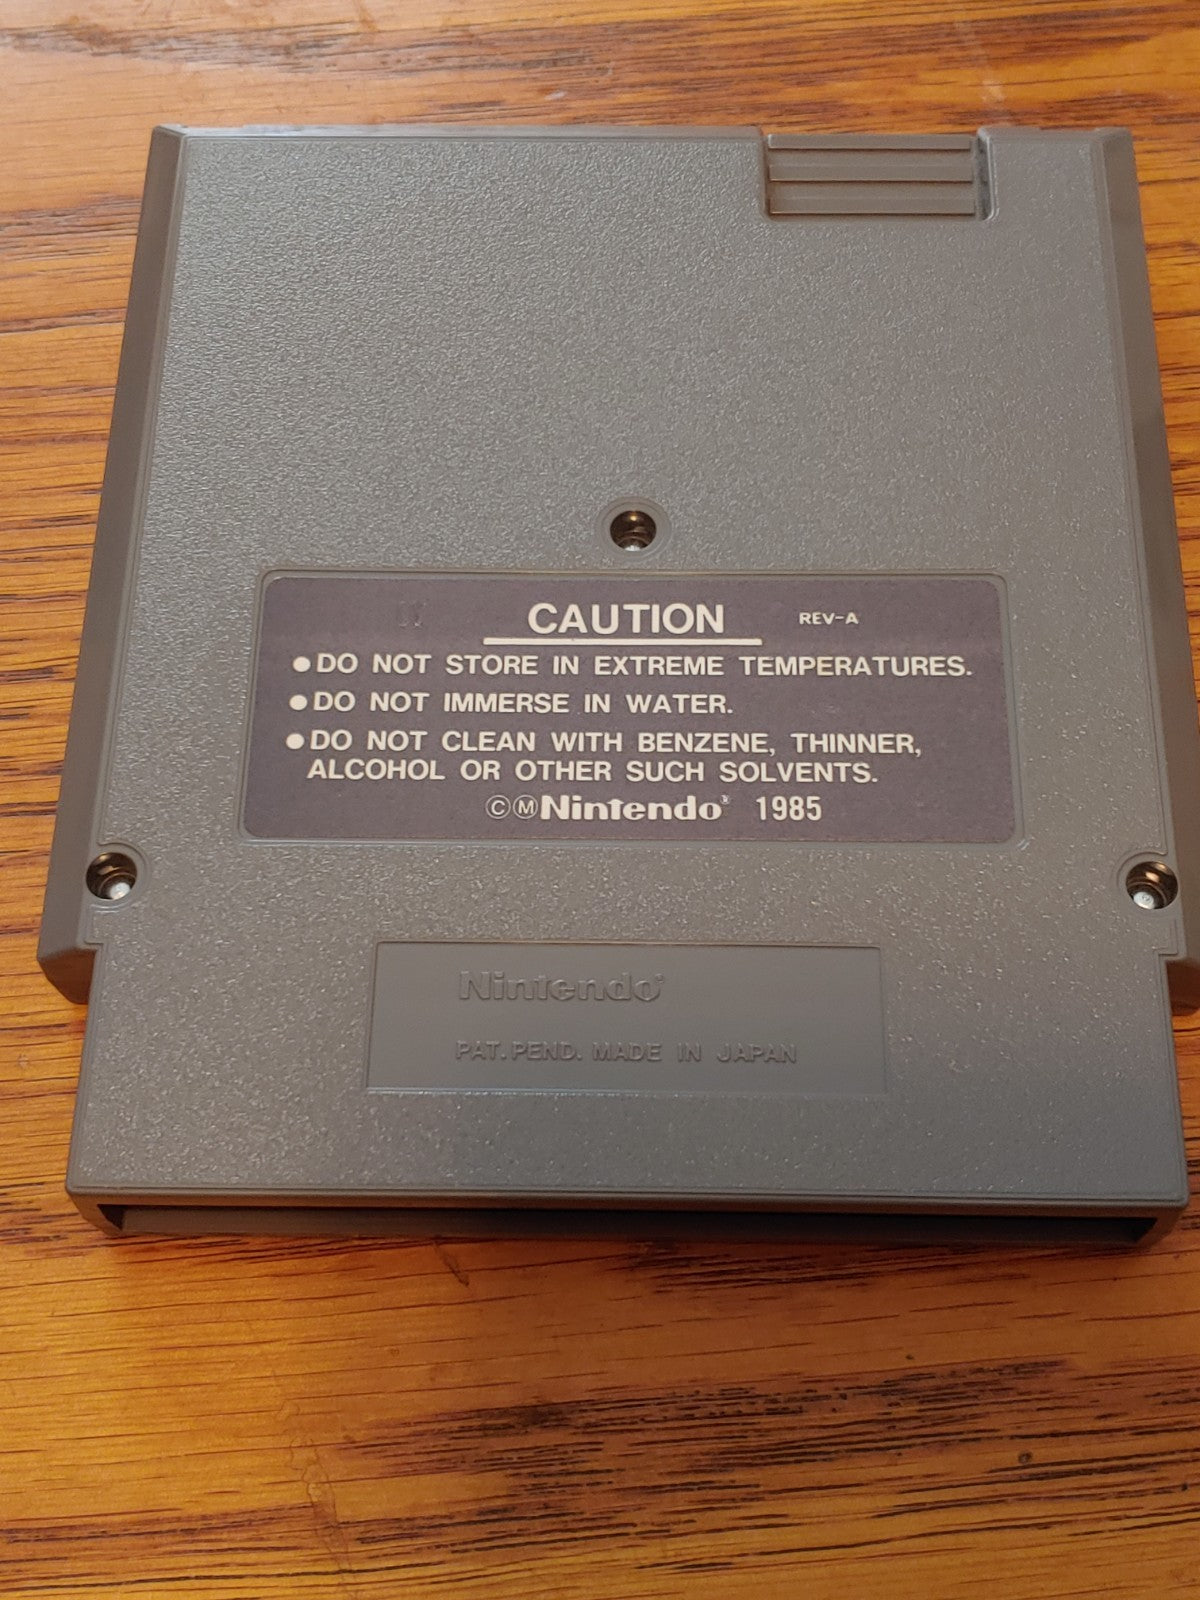 CAUTION REV-A
●DO NOT STORE IN EXTREME TEMPERATURES.
●DO NOT IMMERSE IN WATER.
●DO NOT CLEAN WITH BENZENE, THINNER,
ALCOHOL OR OTHER SUCH SOLVENTS.
©ⓂNintendo® 1985
Nintendo®
PAT. PEND. MADE IN JAPAN